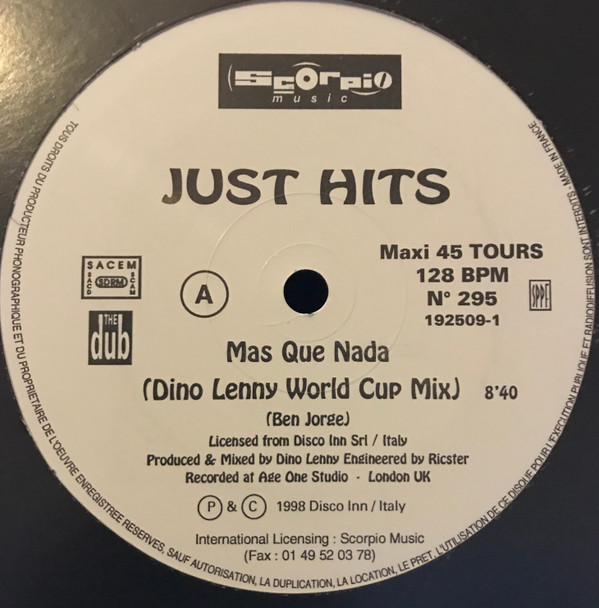 Scorpio
music
JUST HITS
Maxi 45 TOURS
128 BPM
N° 295
192509-1
SACEM
SACD
SDRM
SCAM
SPPF
A
THE
dub
Mas Que Nada
(Dino Lenny World Cup Mix) 8'40
(Ben Jorge)
Licensed from Disco Inn Srl / Italy
Produced & Mixed by Dino Lenny Engineered by Ricster
Recorded at Age One Studio - London UK
P & C 1998 Disco Inn / Italy
International Licensing : Scorpio Music
(Fax : 01 49 52 03 78)
TOUS DROITS DU PRODUCTEUR PHONOGRAPHIQUE ET DU PROPRIETAIRE DE L'OEUVRE ENREGISTREE RESERVES, SAUF AUTORISATION, LA DUPLICATION, LA LOCATION, LE PRET, L'UTILISATION DE CE DISQUE POUR L'EXECUTION PUBLIQUE ET RADIODIFFUSION SONT INTERDITS - MADE IN FRANCE